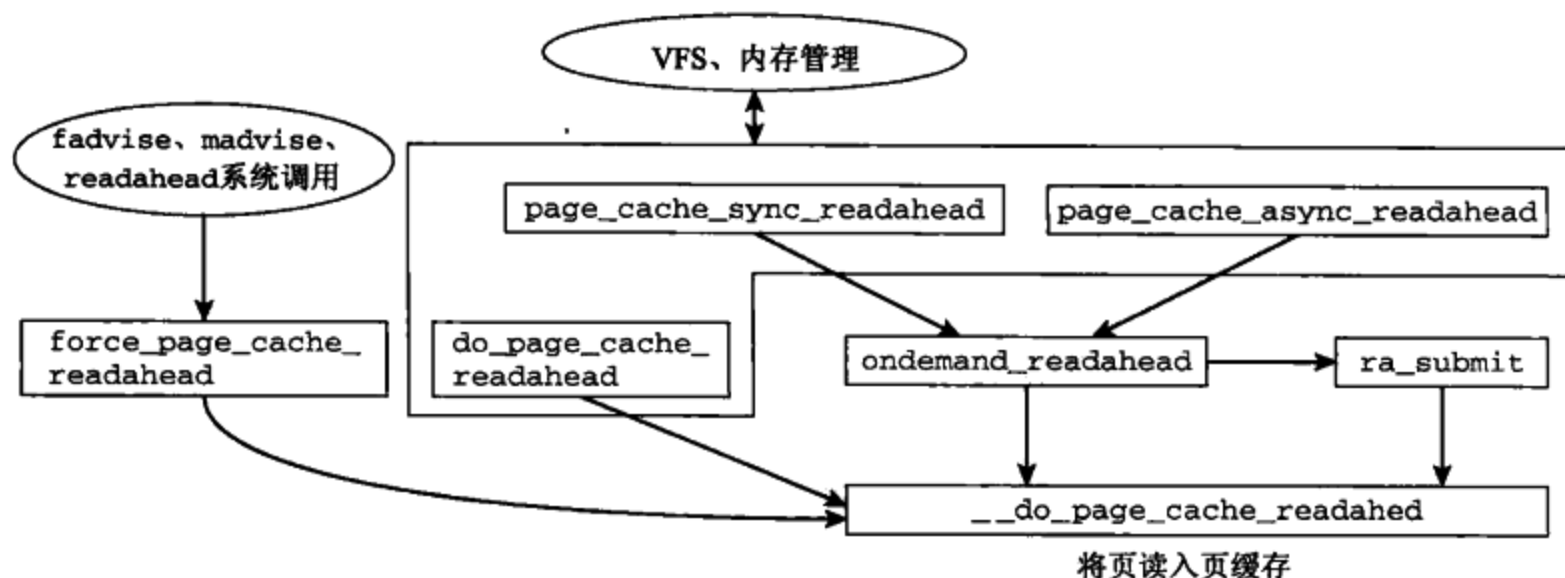 VFS、内存管理
fadvise、madvise、
readahead系统调用
page_cache_sync_readahead
page_cache_async_readahead
force_page_cache_
readahead
do_page_cache_
readahead
ondemand_readahead
ra_submit
__do_page_cache_readahed
将页读入页缓存